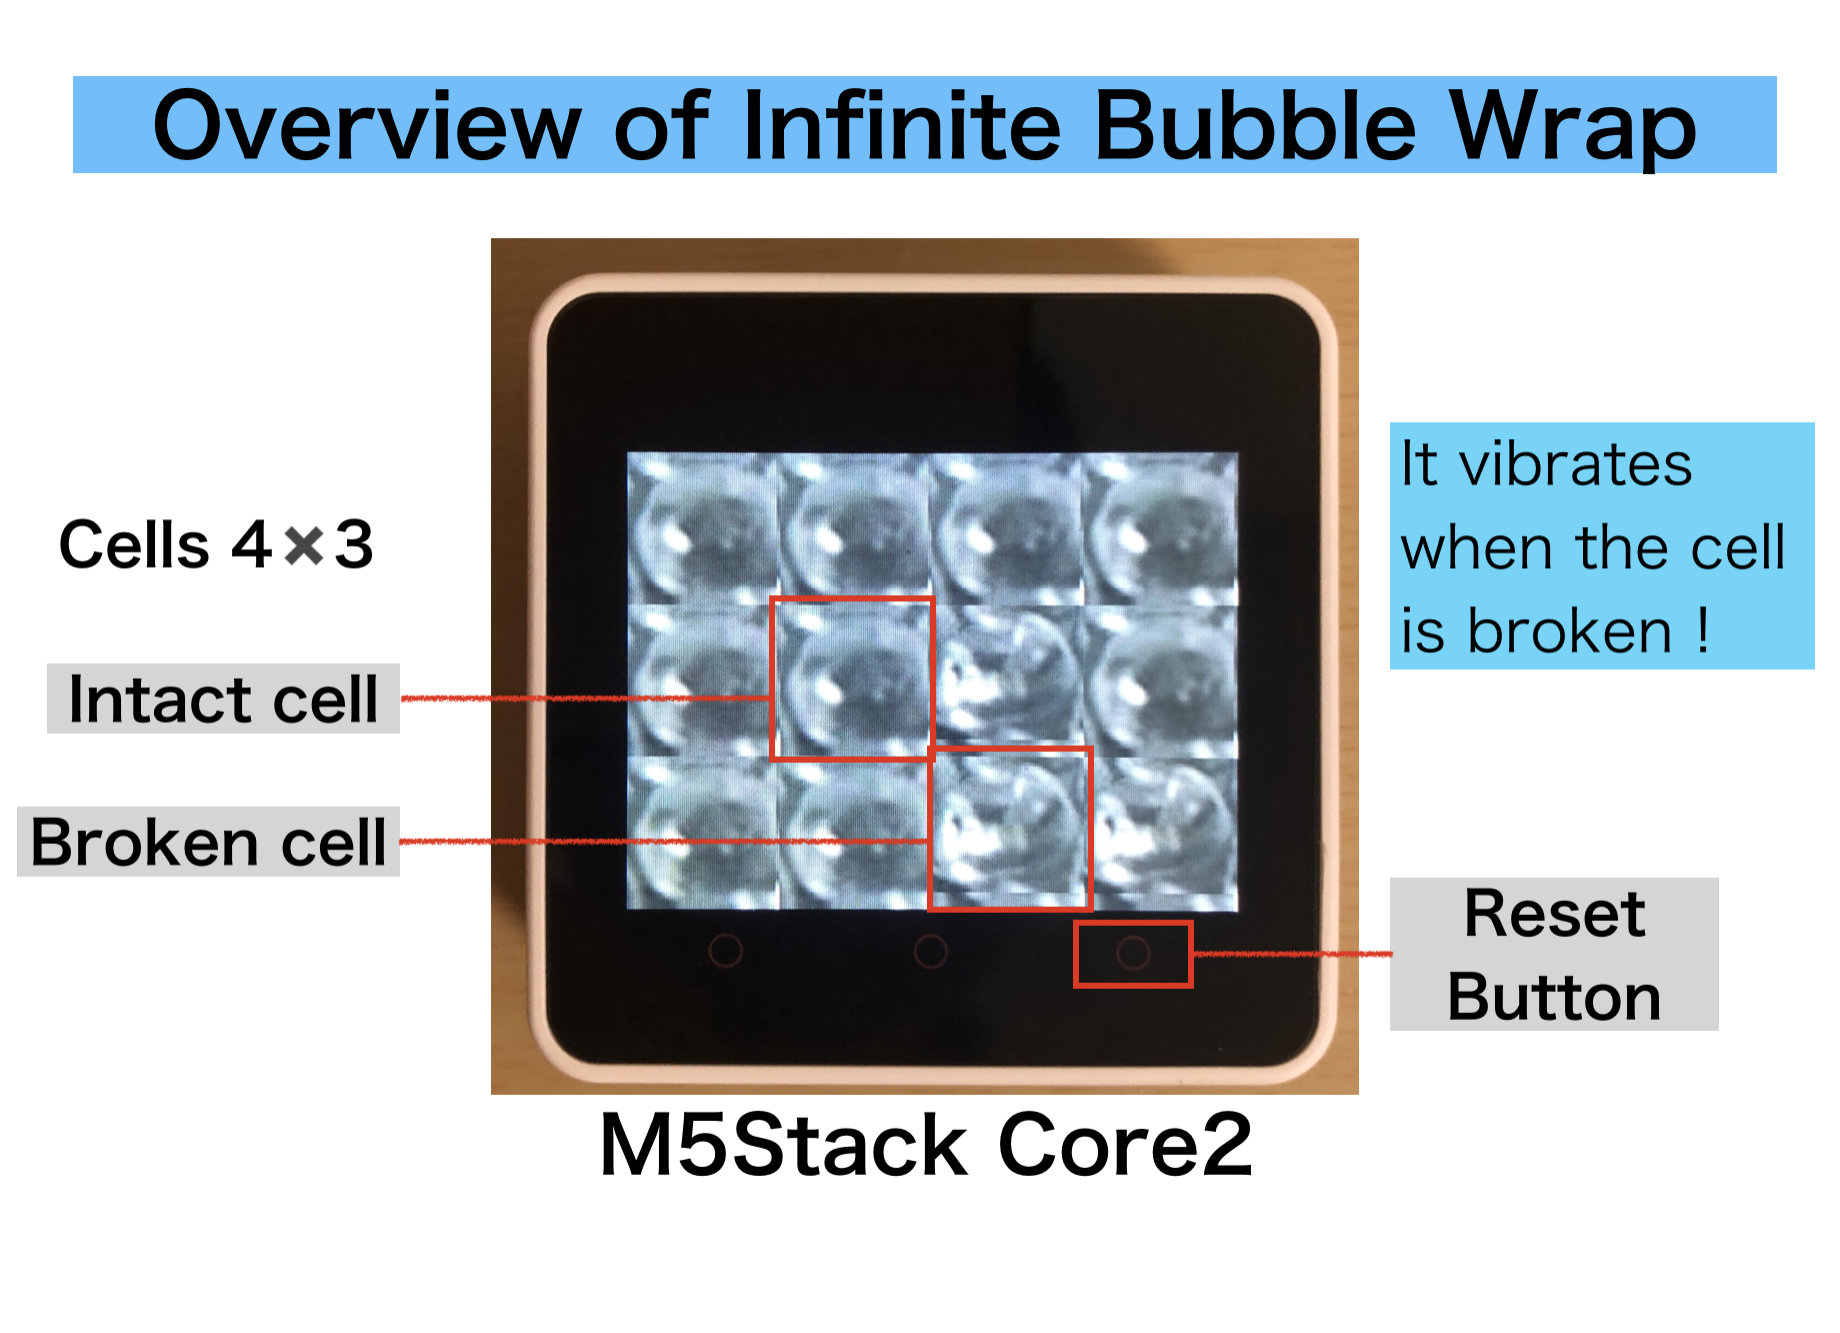 Overview of Infinite Bubble Wrap
Cells 4✖3
Intact cell
Broken cell
It vibrates
when the cell
is broken !
Reset
Button
M5Stack Core2